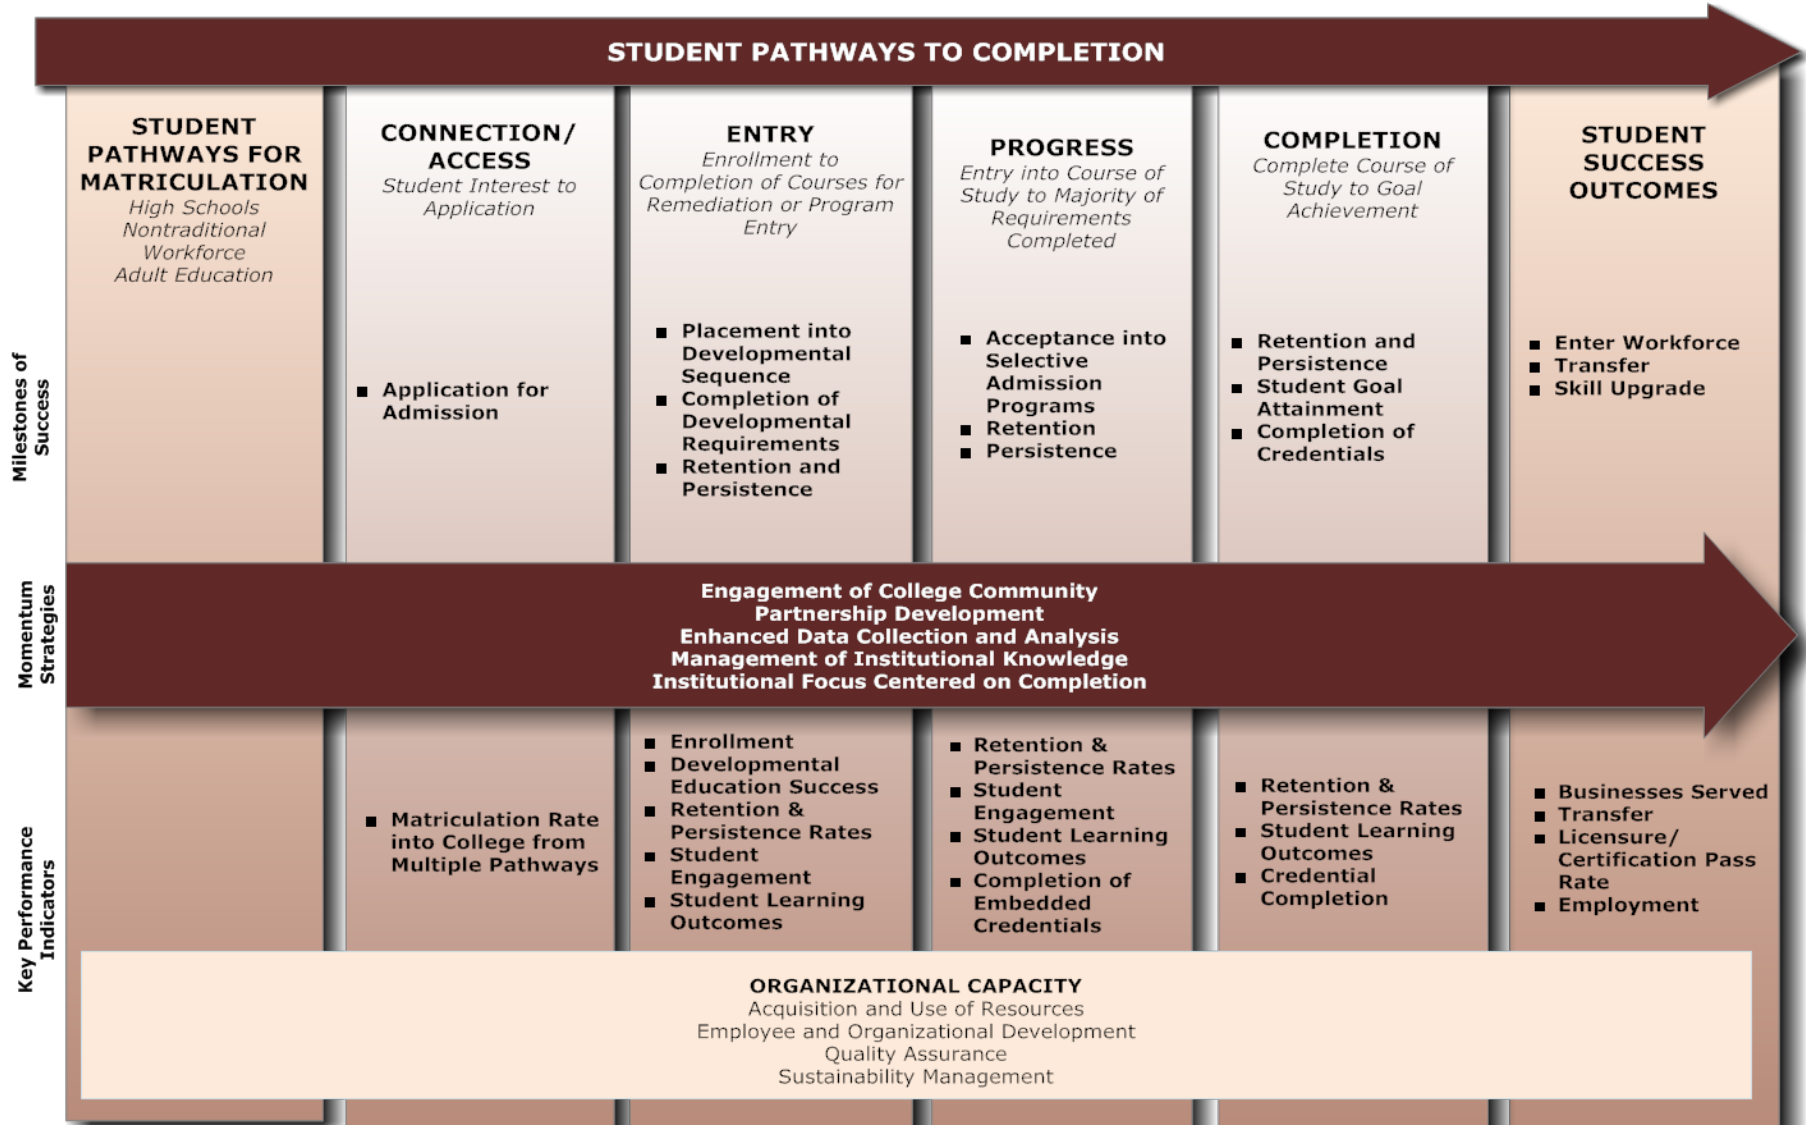 STUDENT PATHWAYS TO COMPLETION
STUDENT
PATHWAYS FOR
MATRICULATION
High Schools
Nontraditional
Workforce
Adult Education
CONNECTION/
ACCESS
Student Interest to
Application
ENTRY
Enrollment to
Completion of Courses for
Remediation or Program
Entry
PROGRESS
Entry into Course of
Study to Majority of
Requirements
Completed
COMPLETION
Complete Course of
Study to Goal
Achievement
STUDENT
SUCCESS
OUTCOMES
Milestones of
Success
▪ Application for
Admission
▪ Placement into
Developmental
Sequence
▪ Completion of
Developmental
Requirements
▪ Retention and
Persistence
▪ Acceptance into
Selective
Admission
Programs
▪ Retention
▪ Persistence
▪ Retention and
Persistence
▪ Student Goal
Attainment
▪ Completion of
Credentials
▪ Enter Workforce
▪ Transfer
▪ Skill Upgrade
Momentum
Strategies
Engagement of College Community
Partnership Development
Enhanced Data Collection and Analysis
Management of Institutional Knowledge
Institutional Focus Centered on Completion
Key Performance
Indicators
▪ Matriculation Rate
into College from
Multiple Pathways
▪ Enrollment
▪ Developmental
Education Success
▪ Retention &
Persistence Rates
▪ Student
Engagement
▪ Student Learning
Outcomes
▪ Retention &
Persistence Rates
▪ Student
Engagement
▪ Student Learning
Outcomes
▪ Completion of
Embedded
Credentials
▪ Retention &
Persistence Rates
▪ Student Learning
Outcomes
▪ Credential
Completion
▪ Businesses Served
▪ Transfer
▪ Licensure/
Certification Pass
Rate
▪ Employment
ORGANIZATIONAL CAPACITY
Acquisition and Use of Resources
Employee and Organizational Development
Quality Assurance
Sustainability Management